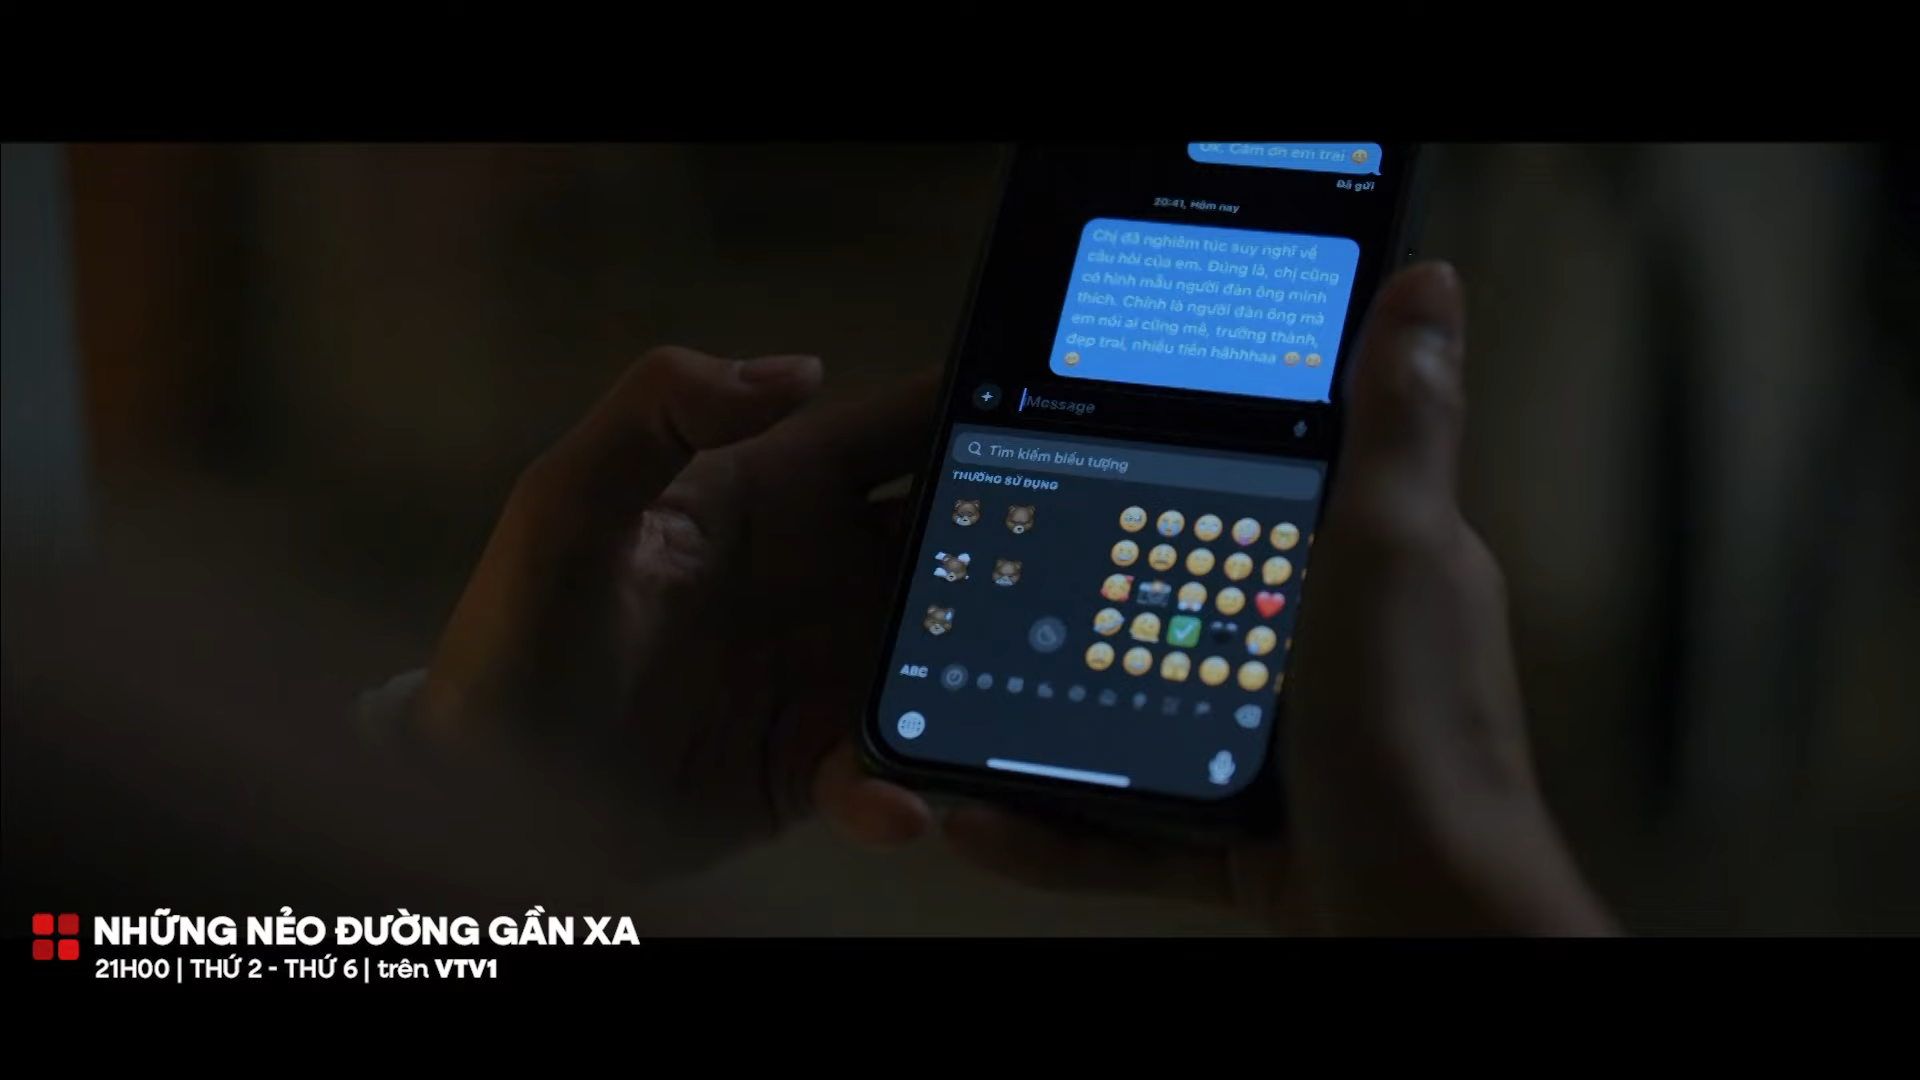 Ok. Cảm ơn em trai 😄
Đã gửi
20:41, Hôm nay
Chị đã nghiêm túc suy nghĩ về
câu hỏi của em. Đúng là, chị cũng
có hình mẫu người đàn ông mình
thích. Chính là người đàn ông mà
em nói ai cũng mê, trưởng thành,
đẹp trai, nhiều tiền hâhhhaa
iMessage
Tìm kiếm biểu tượng
THƯỜNG SỬ DỤNG
ABC
NHỮNG NẺO ĐƯỜNG GẦN XA
21H00 | THỨ 2 - THỨ 6 | trên VTV1